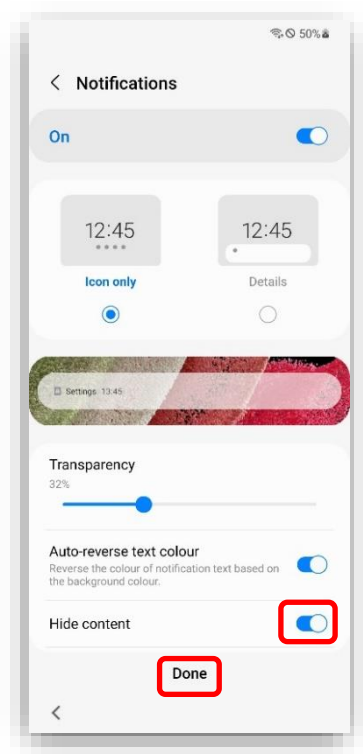 50%
Notifications
On
12:45
12:45
Icon only
Details
Settings 13:45
Transparency
32%
Auto-reverse text colour
Reverse the colour of notification text based on
the background colour.
Hide content
Done